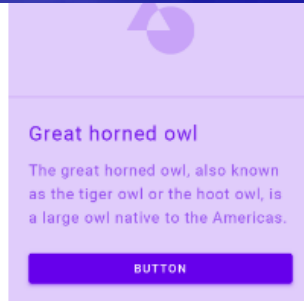 Great horned owl
The great horned owl, also known
as the tiger owl or the hoot owl, is
a large owl native to the Americas.
BUTTON